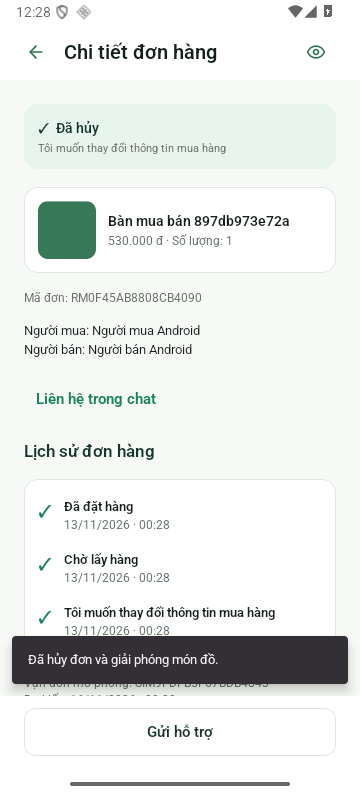 12:28
Chi tiết đơn hàng
✓ Đã hủy
Tôi muốn thay đổi thông tin mua hàng
Bàn mua bán 897db973e72a
530.000 đ · Số lượng: 1
Mã đơn: RM0F45AB8808CB4090
Người mua: Người mua Android
Người bán: Người bán Android
Liên hệ trong chat
Lịch sử đơn hàng
Đã đặt hàng
13/11/2026 · 00:28
Chờ lấy hàng
13/11/2026 · 00:28
Tôi muốn thay đổi thông tin mua hàng
13/11/2026 · 00:28
Đã hủy đơn và giải phóng món đồ.
Gửi hỗ trợ